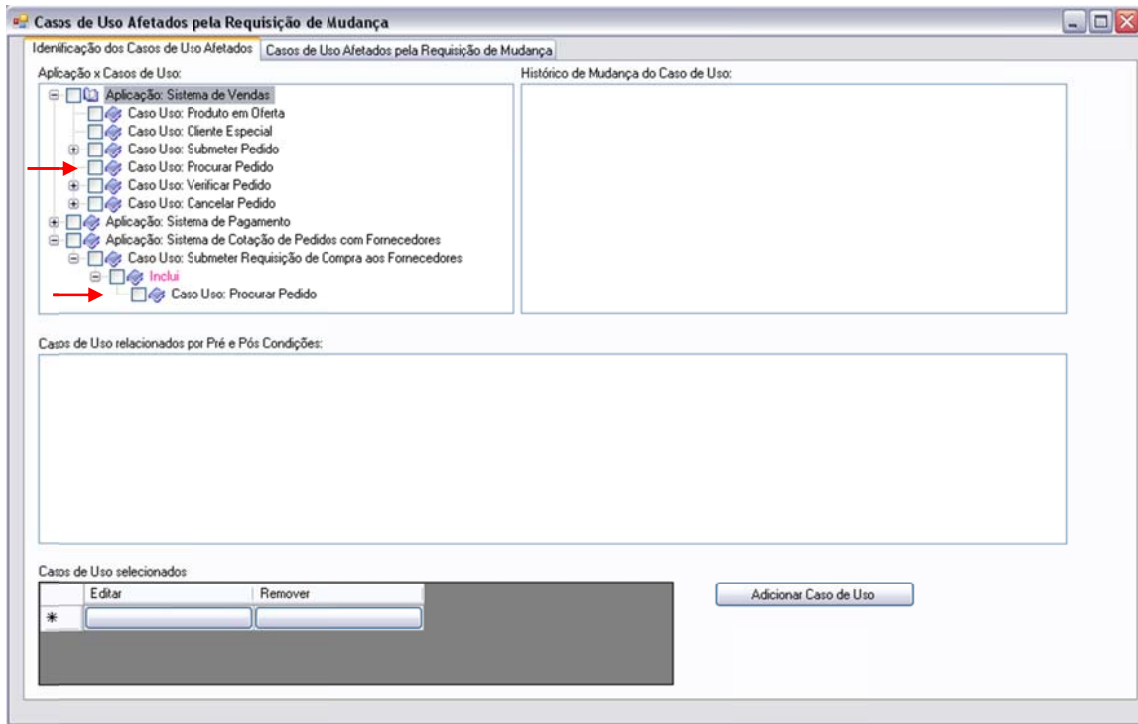 Casos de Uso Afetados pela Requisição de Mudança
Identificação dos Casos de Uso Afetados
Casos de Uso Afetados pela Requisição de Mudança
Aplicação x Casos de Uso:
Histórico de Mudança do Caso de Uso:
Aplicação: Sistema de Vendas
Caso Uso: Produto em Oferta
Caso Uso: Cliente Especial
Caso Uso: Submeter Pedido
Caso Uso: Procurar Pedido
Caso Uso: Verificar Pedido
Caso Uso: Cancelar Pedido
Aplicação: Sistema de Pagamento
Aplicação: Sistema de Cotação de Pedidos com Fornecedores
Caso Uso: Submeter Requisição de Compra aos Fornecedores
Inclui
Caso Uso: Procurar Pedido
Casos de Uso relacionados por Pré e Pós Condições:
Casos de Uso selecionados
Editar
Remover
Adicionar Caso de Uso